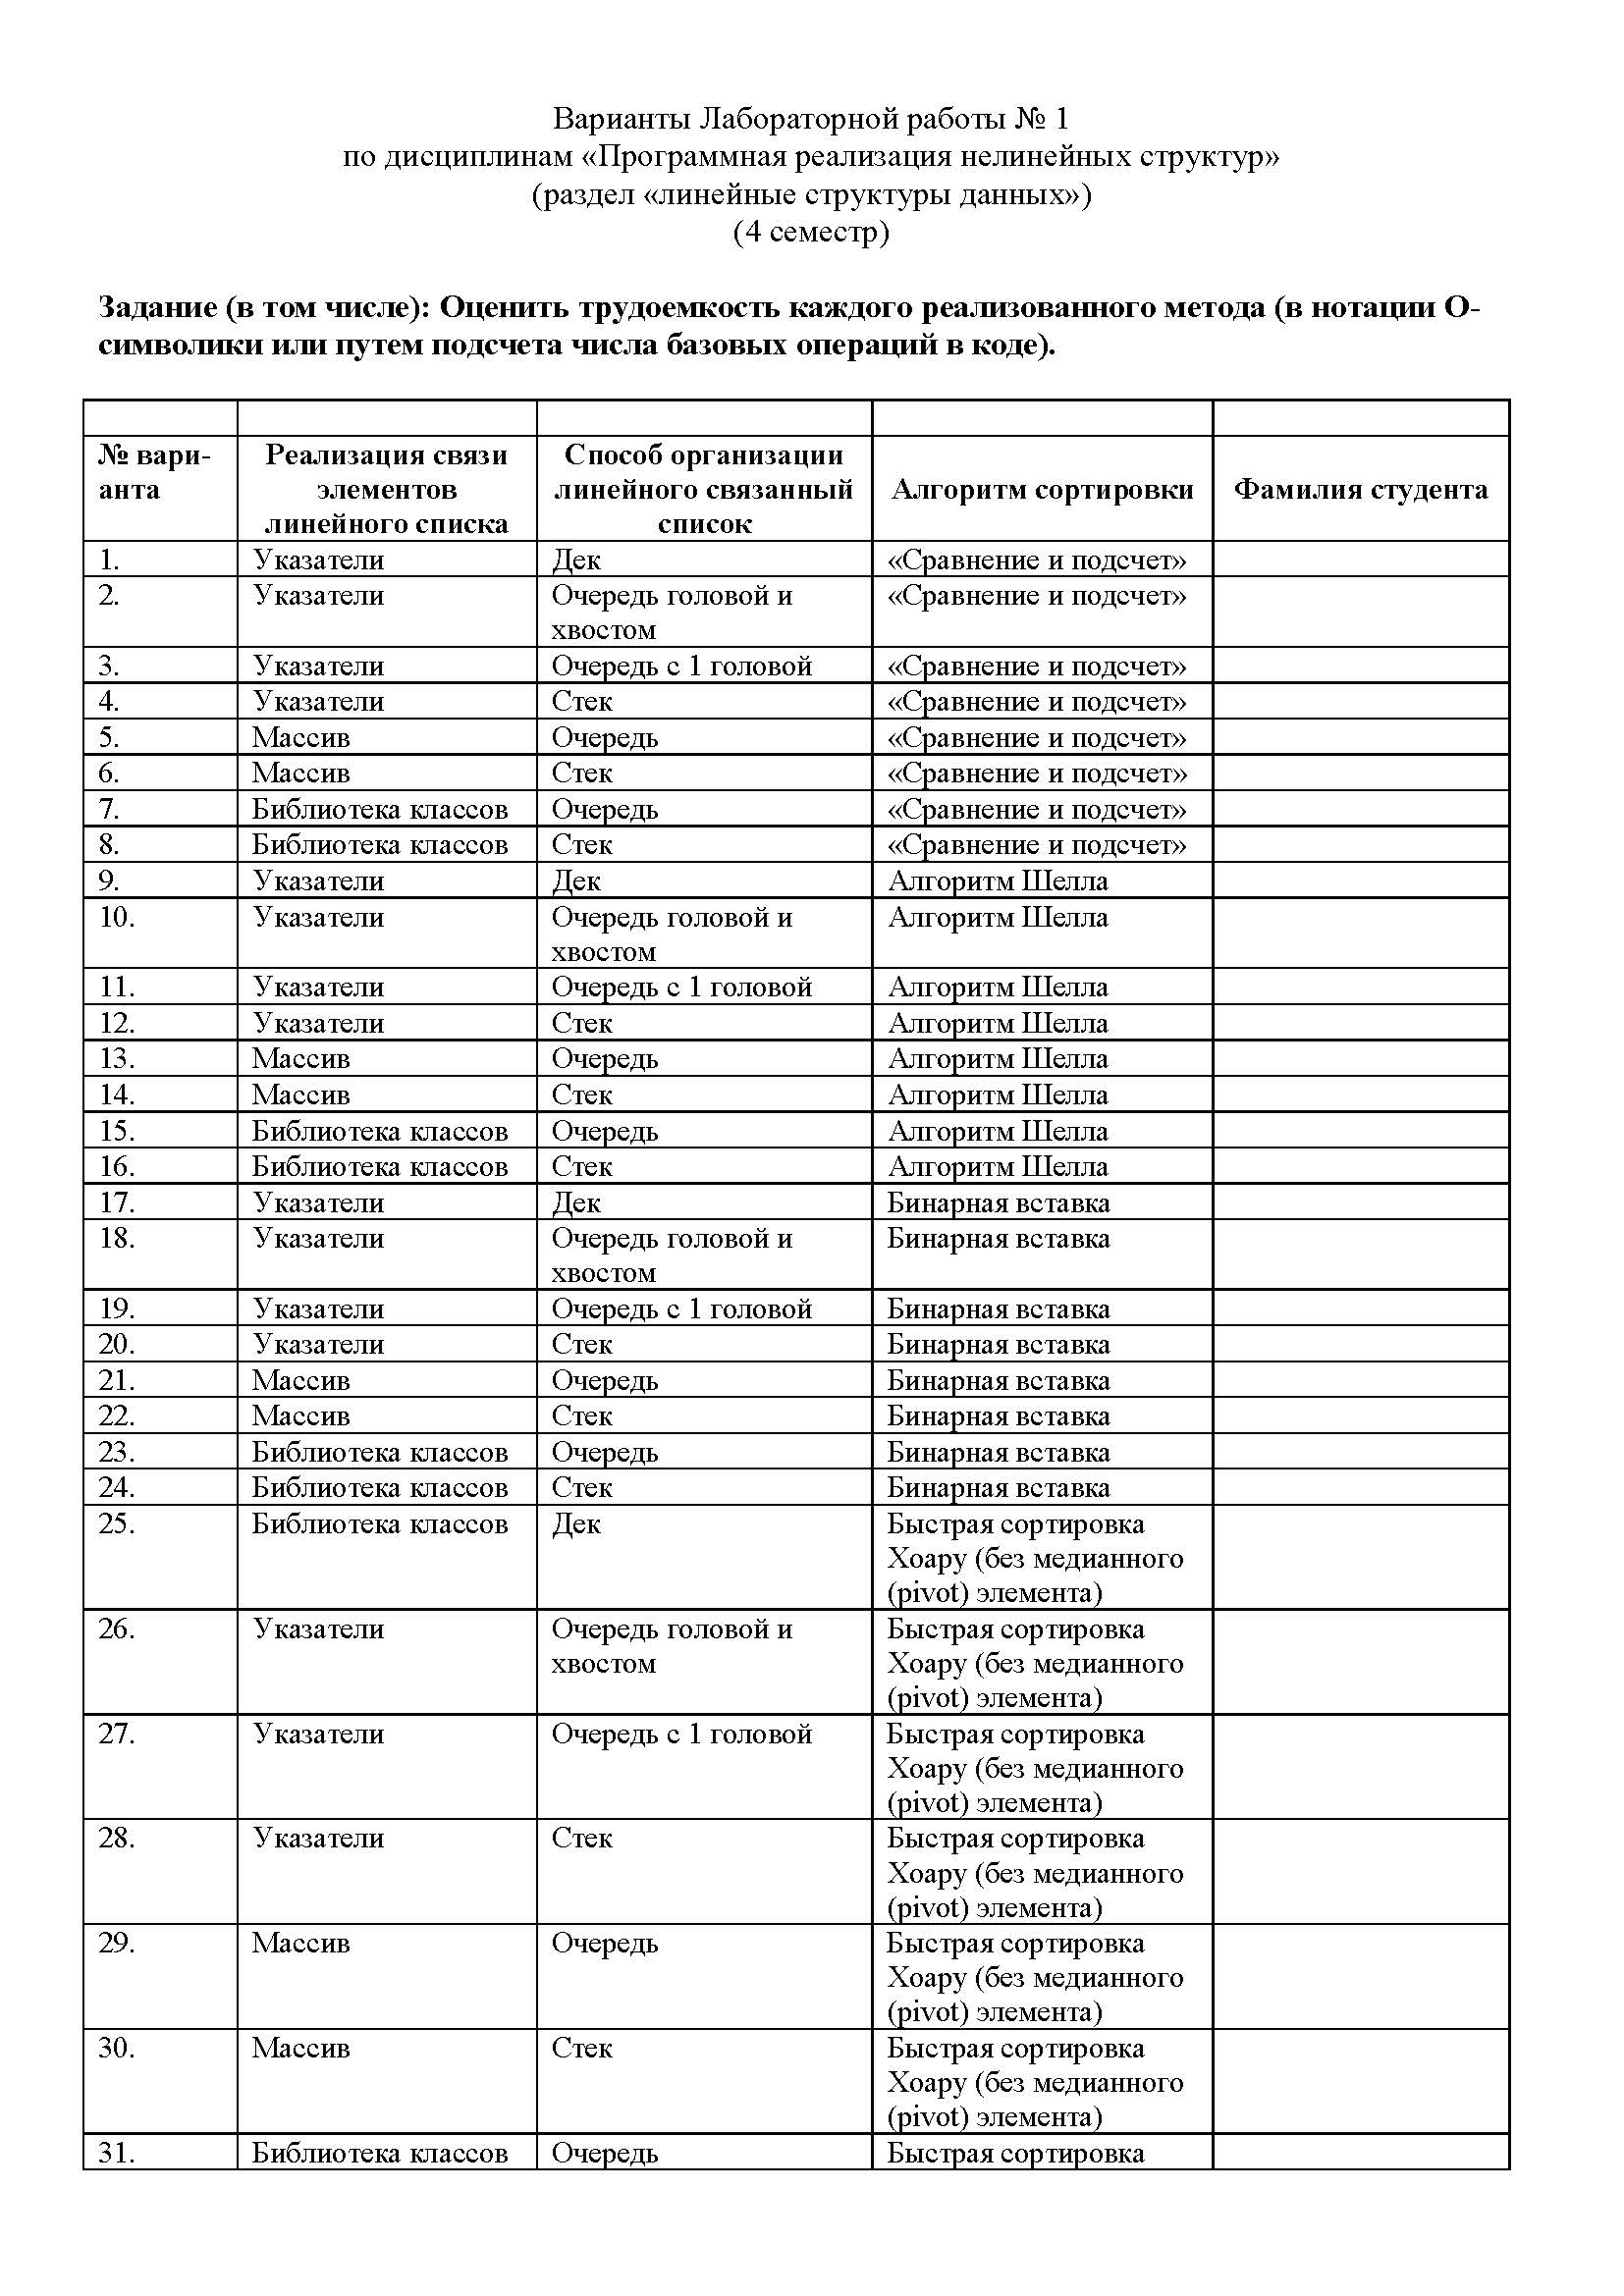 Варианты Лабораторной работы № 1
по дисциплинам «Программная реализация нелинейных структур»
(раздел «линейные структуры данных»)
(4 семестр)
Задание (в том числе): Оценить трудоемкость каждого реализованного метода (в нотации О-
символики или путем подсчета числа базовых операций в коде).
№ вари-
анта
Реализация связи
элементов
линейного списка
Способ организации
линейного связанный
список
Алгоритм сортировки
Фамилия студента
1. Указатели Дек «Сравнение и подсчет»
2. Указатели Очередь головой и «Сравнение и подсчет»
хвостом
3. Указатели Очередь с 1 головой «Сравнение и подсчет»
4. Указатели Стек «Сравнение и подсчет»
5. Массив Очередь «Сравнение и подсчет»
6. Массив Стек «Сравнение и подсчет»
7. Библиотека классов Очередь «Сравнение и подсчет»
8. Библиотека классов Стек «Сравнение и подсчет»
9. Указатели Дек Алгоритм Шелла
10. Указатели Очередь головой и Алгоритм Шелла
хвостом
11. Указатели Очередь с 1 головой Алгоритм Шелла
12. Указатели Стек Алгоритм Шелла
13. Массив Очередь Алгоритм Шелла
14. Массив Стек Алгоритм Шелла
15. Библиотека классов Очередь Алгоритм Шелла
16. Библиотека классов Стек Алгоритм Шелла
17. Указатели Дек Бинарная вставка
18. Указатели Очередь головой и Бинарная вставка
хвостом
19. Указатели Очередь с 1 головой Бинарная вставка
20. Указатели Стек Бинарная вставка
21. Массив Очередь Бинарная вставка
22. Массив Стек Бинарная вставка
23. Библиотека классов Очередь Бинарная вставка
24. Библиотека классов Стек Бинарная вставка
25. Библиотека классов Дек Быстрая сортировка
Хоару (без медианного
(pivot) элемента)
26. Указатели Очередь головой и Быстрая сортировка
хвостом Хоару (без медианного
(pivot) элемента)
27. Указатели Очередь с 1 головой Быстрая сортировка
Хоару (без медианного
(pivot) элемента)
28. Указатели Стек Быстрая сортировка
Хоару (без медианного
(pivot) элемента)
29. Массив Очередь Быстрая сортировка
Хоару (без медианного
(pivot) элемента)
30. Массив Стек Быстрая сортировка
Хоару (без медианного
(pivot) элемента)
31. Библиотека классов Очередь Быстрая сортировка